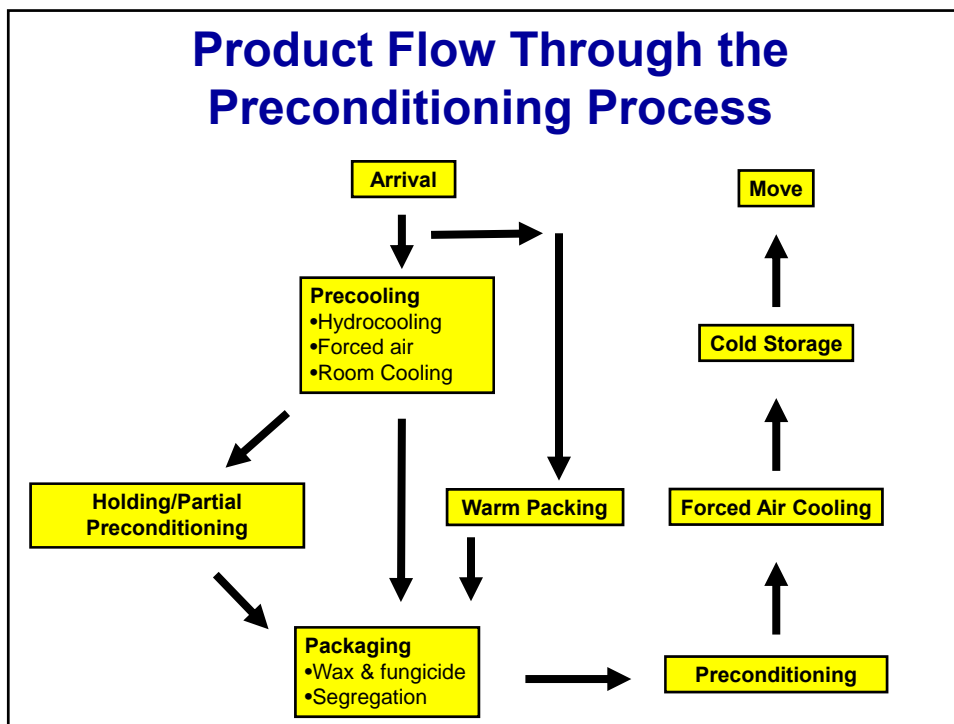 Product Flow Through the
Preconditioning Process
Arrival
Move
Precooling
•Hydrocooling
•Forced air
•Room Cooling
Cold Storage
Holding/Partial
Preconditioning
Warm Packing
Forced Air Cooling
Packaging
•Wax & fungicide
•Segregation
Preconditioning